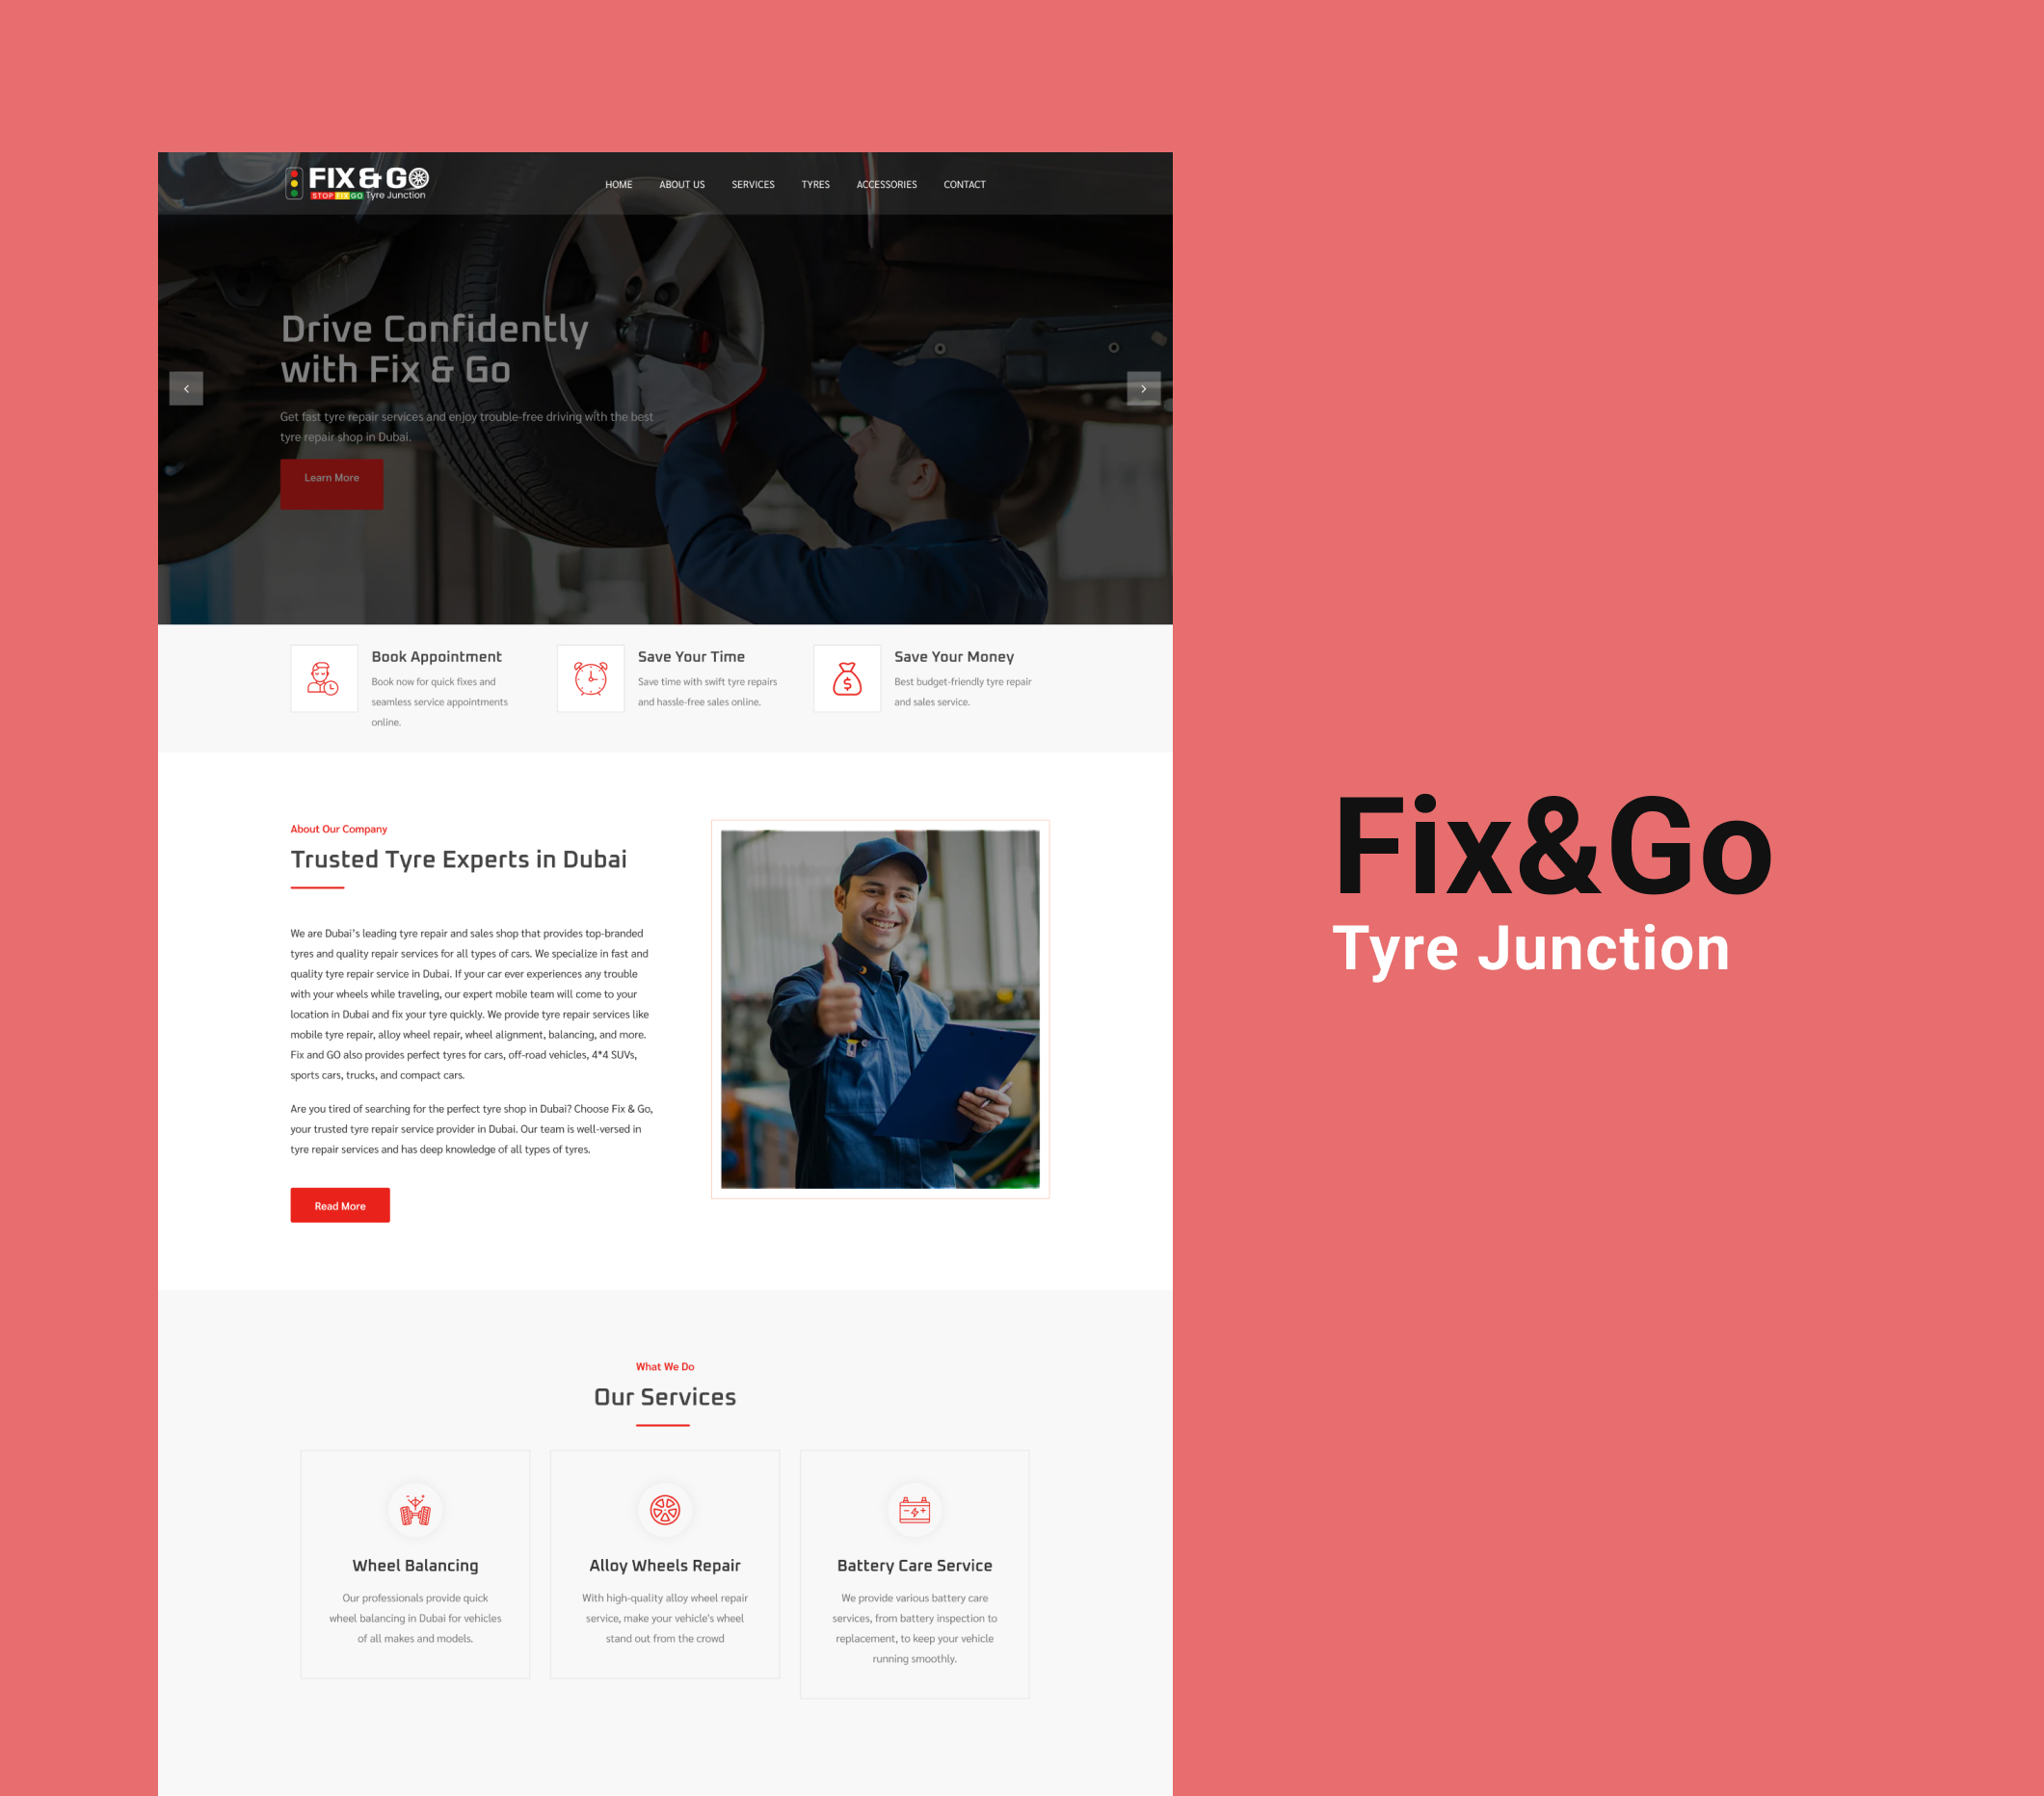 FIX & GO
STOP FIX GO Tyre Junction
HOME ABOUT US SERVICES TYRES ACCESSORIES CONTACT
Drive Confidently
with Fix & Go
Get fast tyre repair services and enjoy trouble-free driving with the best
tyre repair shop in Dubai.
Learn More
Book Appointment
Book now for quick fixes and
seamless service appointments
online.
Save Your Time
Save time with swift tyre repairs
and hassle-free sales online.
Save Your Money
Best budget-friendly tyre repair
and sales service.
About Our Company
Trusted Tyre Experts in Dubai
We are Dubai's leading tyre repair and sales shop that provides top-branded
tyres and quality repair services for all types of cars. We specialize in fast and
quality tyre repair service in Dubai. If your car ever experiences any trouble
with your wheels while traveling, our expert mobile team will come to your
location in Dubai and fix your tyre quickly. We provide tyre repair services like
mobile tyre repair, alloy wheel repair, wheel alignment, balancing, and more.
Fix and GO also provides perfect tyres for cars, off-road vehicles, 4*4 SUVs,
sports cars, trucks, and compact cars.
Are you tired of searching for the perfect tyre shop in Dubai? Choose Fix & Go,
your trusted tyre repair service provider in Dubai. Our team is well-versed in
tyre repair services and has deep knowledge of all types of tyres.
Read More
What We Do
Our Services
Wheel Balancing
Our professionals provide quick
wheel balancing in Dubai for vehicles
of all makes and models.
Alloy Wheels Repair
With high-quality alloy wheel repair
service, make your vehicle's wheel
stand out from the crowd
Battery Care Service
We provide various battery care
services, from battery inspection to
replacement, to keep your vehicle
running smoothly.
Fix&Go
Tyre Junction